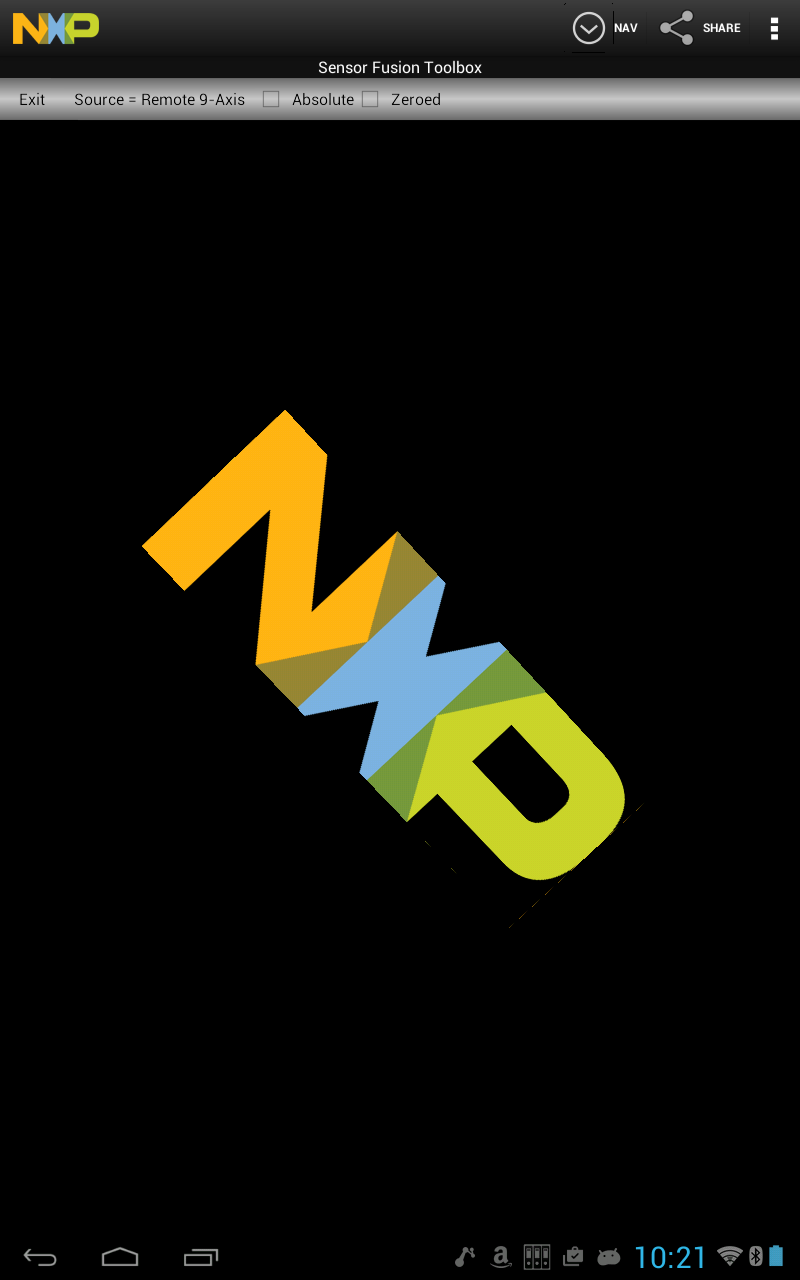 NXP
NAV
SHARE
Sensor Fusion Toolbox
Exit
Source = Remote 9-Axis
Absolute
Zeroed
NXP
10:21